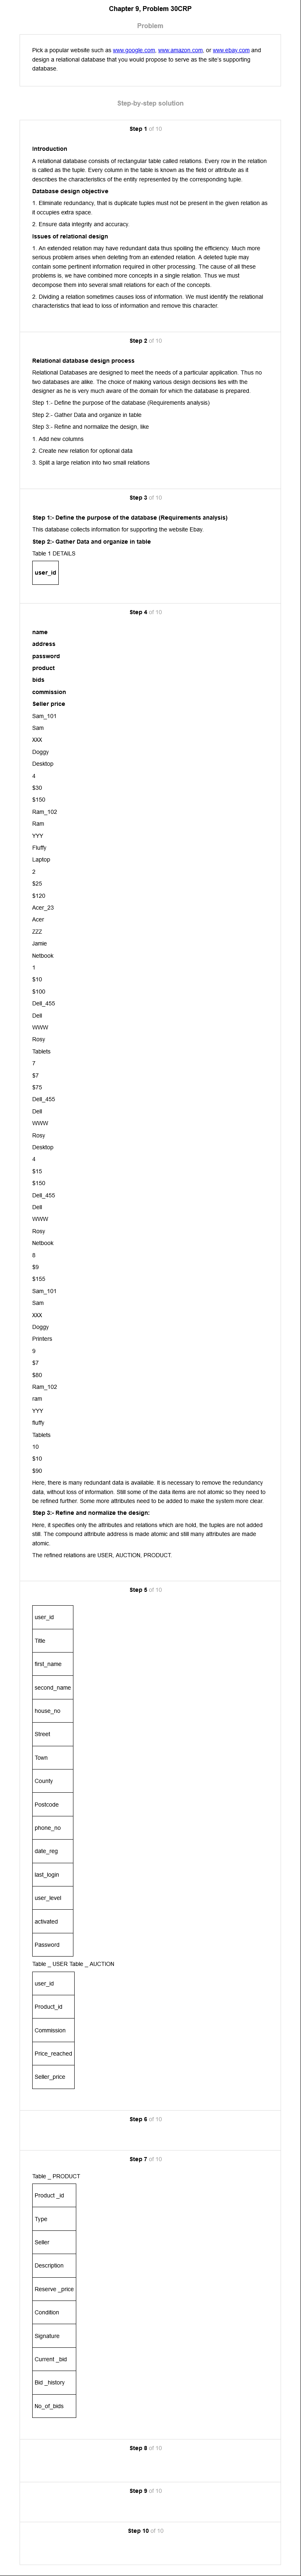 Chapter 9, Problem 30CRP
Problem
Pick a popular website such as www.google.com, www.amazon.com, or www.ebay.com and
design a relational database that you would propose to serve as the site's supporting
database.
Step-by-step solution
Step 1 of 10
Introduction
A relational database consists of rectangular table called relations. Every row in the relation
is called as the tuple. Every column in the table is known as the field or attribute as it
describes the characteristics of the entity represented by the corresponding tuple.
Database design objective
1. Eliminate redundancy, that is duplicate tuples must not be present in the given relation as
it occupies extra space.
2. Ensure data integrity and accuracy.
Issues of relational design
1. An extended relation may have redundant data thus spoiling the efficiency. Much more
serious problem arises when deleting from an extended relation. A deleted tuple may
contain some pertinent information required in other processing. The cause of all these
problems is, we have combined more concepts in a single relation. Thus we must
decompose them into several small relations for each of the concepts.
2. Dividing a relation sometimes causes loss of information. We must identify the relational
characteristics that lead to loss of information and remove this character.
Step 2 of 10
Relational database design process
Relational Databases are designed to meet the needs of a particular application. Thus no
two databases are alike. The choice of making various design decisions lies with the
designer as he is very much aware of the domain for which the database is prepared.
Step 1:- Define the purpose of the database (Requirements analysis)
Step 2:- Gather Data and organize in table
Step 3:- Refine and normalize the design, like
1. Add new columns
2. Create new relation for optional data
3. Split a large relation into two small relations
Step 3 of 10
Step 1:- Define the purpose of the database (Requirements analysis)
This database collects information for supporting the website Ebay.
Step 2:- Gather Data and organize in table
Table 1 DETAILS
user_id
Step 4 of 10
name
address
password
product
bids
commission
Seller price
Sam_101
Sam
XXX
Doggy
Desktop
4
$30
$150
Ram_102
Ram
YYY
Fluffy
Laptop
2
$25
$120
Acer_23
Acer
ZZZ
Jamie
Netbook
1
$10
$100
Dell_455
Dell
WWW
Rosy
Tablets
7
$7
$75
Dell_455
Dell
WWW
Rosy
Desktop
4
$15
$150
Dell_455
Dell
WWW
Rosy
Netbook
8
$9
$155
Sam_101
Sam
XXX
Doggy
Printers
9
$7
$80
Ram_102
ram
YYY
fluffy
Tablets
10
$10
$90
Here, there is many redundant data is available. it is necessary to remove the redundancy
data, without loss of information. Still some of the data items are not atomic so they need to
be refined further. Some more attributes need to be added to make the system more clear.
Step 3:- Refine and normalize the design:
Here, it specifies only the attributes and relations which are hold, the tuples are not added
still. The compound attribute address is made atomic and still many attributes are made
atomic.
The refined relations are USER, AUCTION, PRODUCT.
Step 5 of 10
user_id
Title
first_name
second_name
house_no
Street
Town
County
Postcode
phone_no
date_reg
last_login
user_level
activated
Password
Table _ USER Table _ AUCTION
user_id
Product_id
Commission
Price_reached
Seller_price
Step 6 of 10
Step 7 of 10
Table _ PRODUCT
Product _id
Type
Seller
Description
Reserve _price
Condition
Signature
Current _bid
Bid _history
No_of_bids
Step 8 of 10
Step 9 of 10
Step 10 of 10